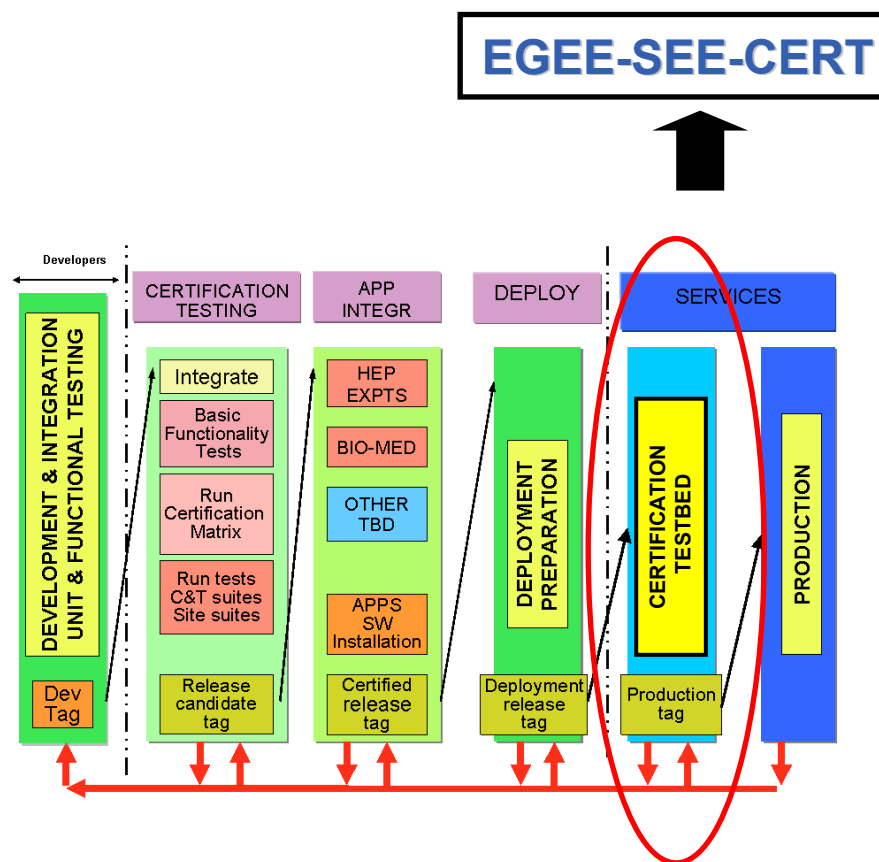 EGEE-SEE-CERT
Developers
DEVELOPMENT & INTEGRATION
UNIT & FUNCTIONAL TESTING
Dev
Tag
CERTIFICATION
TESTING
Integrate
Basic
Functionality
Tests
Run
Certification
Matrix
Run tests
C&T suites
Site suites
Release
candidate
tag
APP
INTEGR
HEP
EXPTS
BIO-MED
OTHER
TBD
APPS
SW
Installation
Certified
release
tag
DEPLOY
DEPLOYMENT
PREPARATION
Deployment
release
tag
SERVICES
CERTIFICATION
TESTBED
Production
tag
PRODUCTION